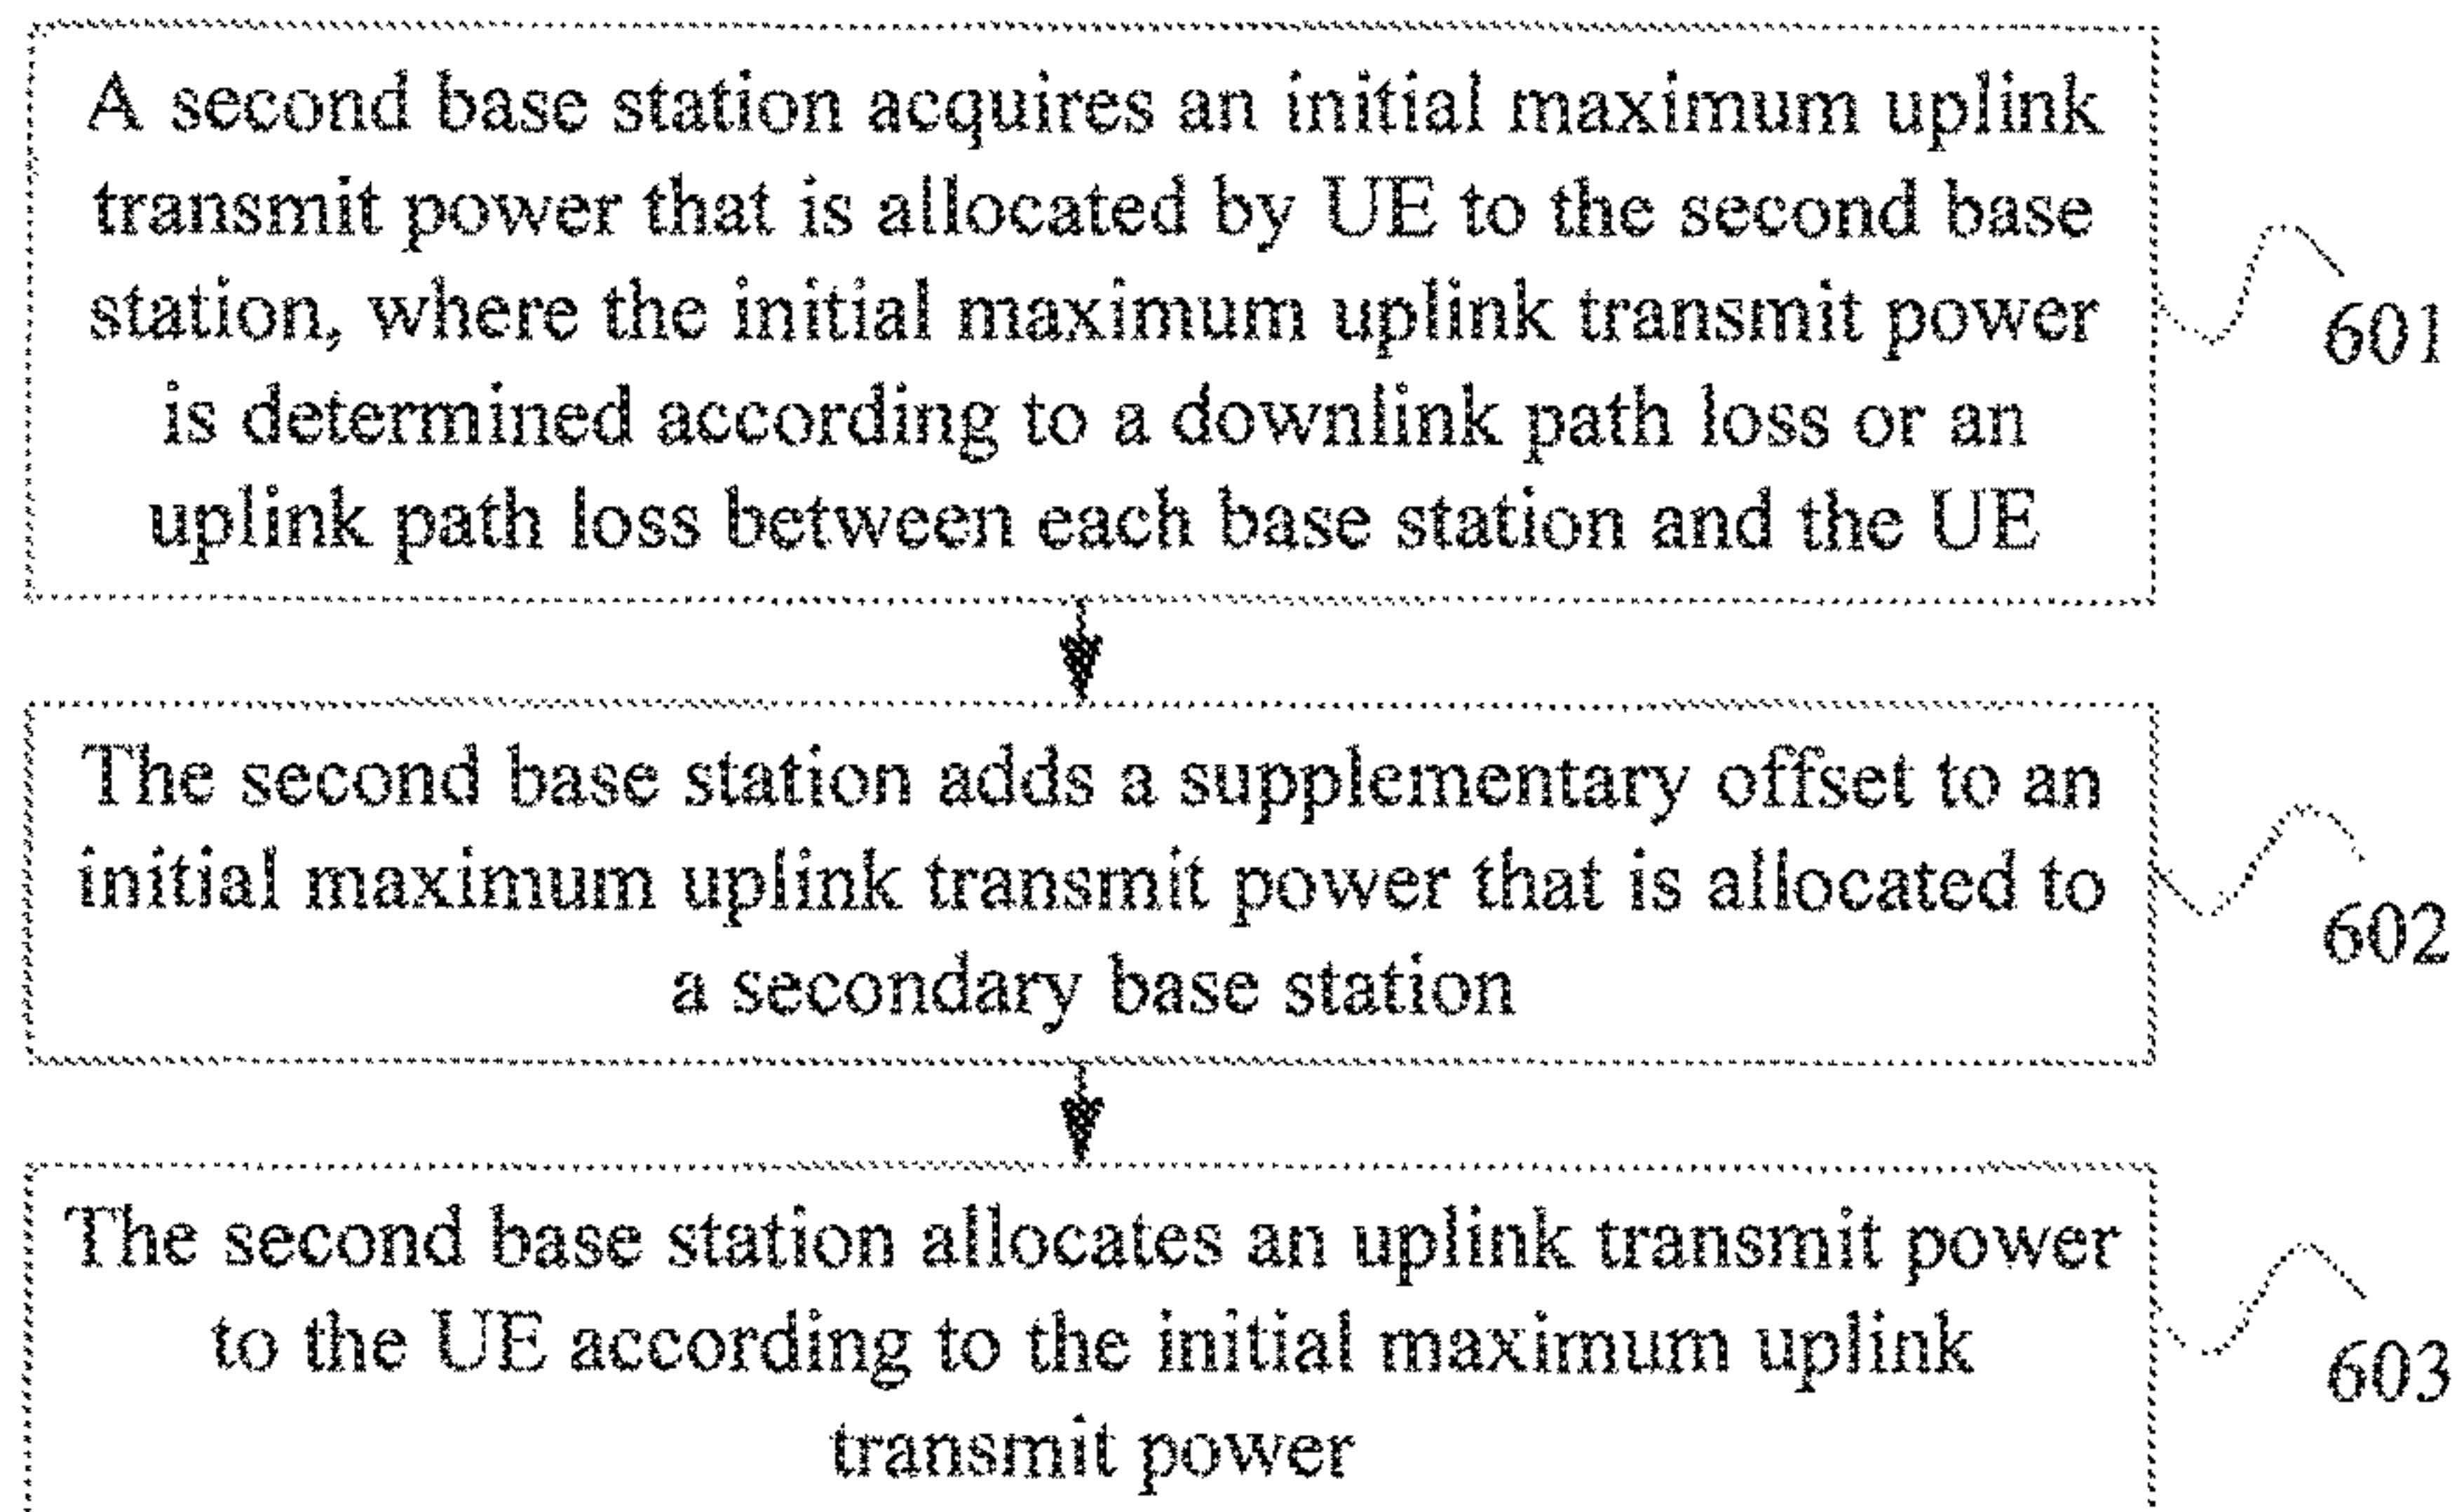 A second base station acquires an initial maximum uplink
transmit power that is allocated by UE to the second base
station, where the initial maximum uplink transmit power
is determined according to a downlink path loss or an
uplink path loss between each base station and the UE
601
The second base station adds a supplementary offset to an
initial maximum uplink transmit power that is allocated to
a secondary base station
602
The second base station allocates an uplink transmit power
to the UE according to the initial maximum uplink
transmit power
603